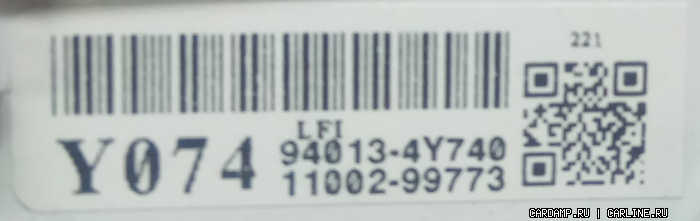 221
LFI
Y074 94013-4Y740
11002-99773
CARDAMP.RU | CARLINE.RU